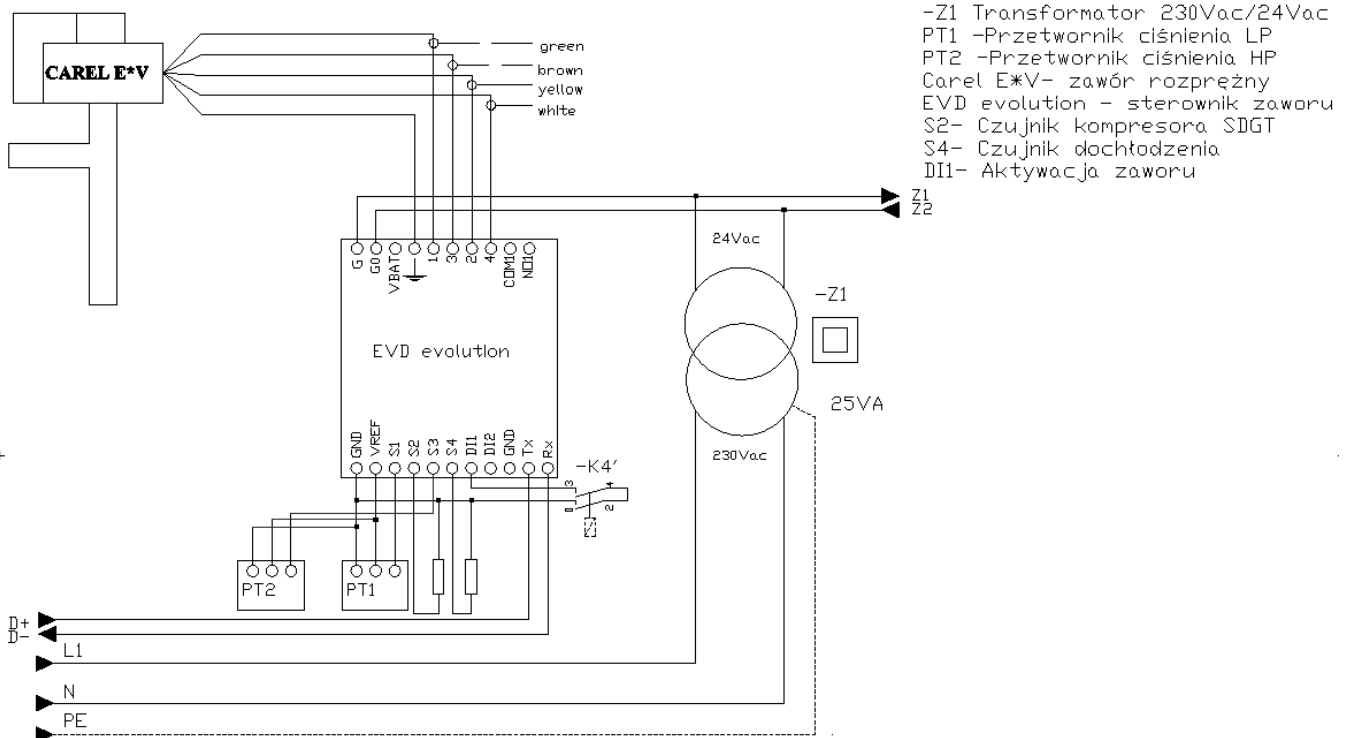 -Z1 Transformator 230Vac/24Vac
PT1 -Przetwornik ciśnienia LP
PT2 -Przetwornik ciśnienia HP
Carel E*V- zawór rozprężny
EVD evolution - sterownik zaworu
S2- Czujnik kompresora SDGT
S4- Czujnik dochłodzenia
DI1- Aktywacja zaworu
CAREL E*V
green
brown
yellow
white
Z1
Z2
24Vac
-Z1
25VA
230Vac
G
G0
VBAT
1
3
2
4
COM1
NO1
EVD evolution
GND
VREF
S1
S2
S3
S4
DI1
DI2
GND
Tx
Rx
-K4'
3
4
2
PT2
PT1
D+
D-
L1
N
PE